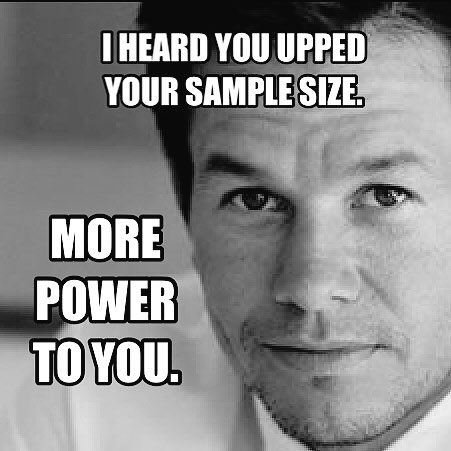 I HEARD YOU UPPED
YOUR SAMPLE SIZE.
MORE
POWER
TO YOU.